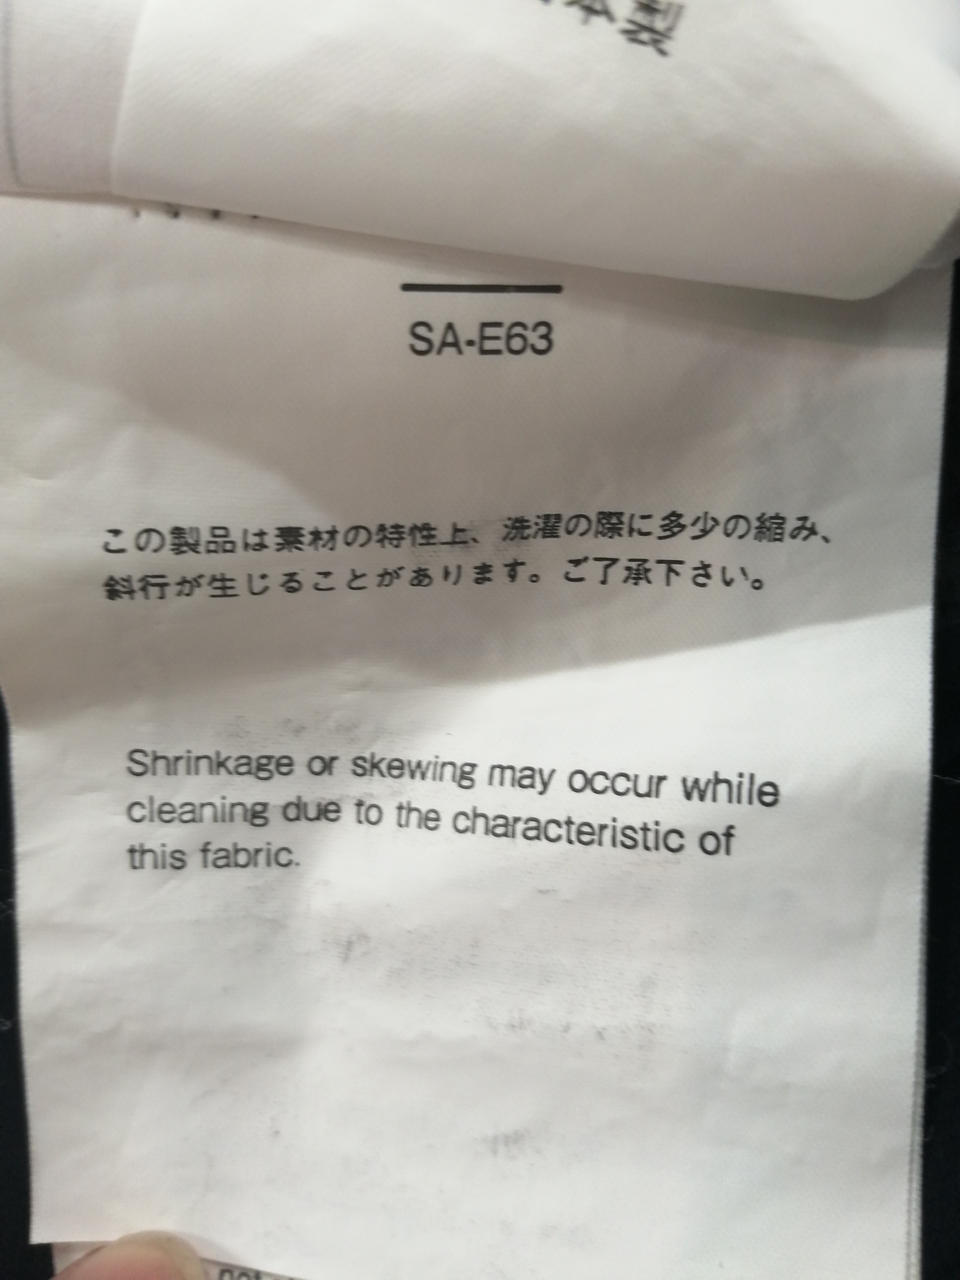 本製
SA-E63
この製品は素材の特性上、洗濯の際に多少の縮み、
斜行が生じることがあります。ご了承下さい。
Shrinkage or skewing may occur while
cleaning due to the characteristic of
this fabric.